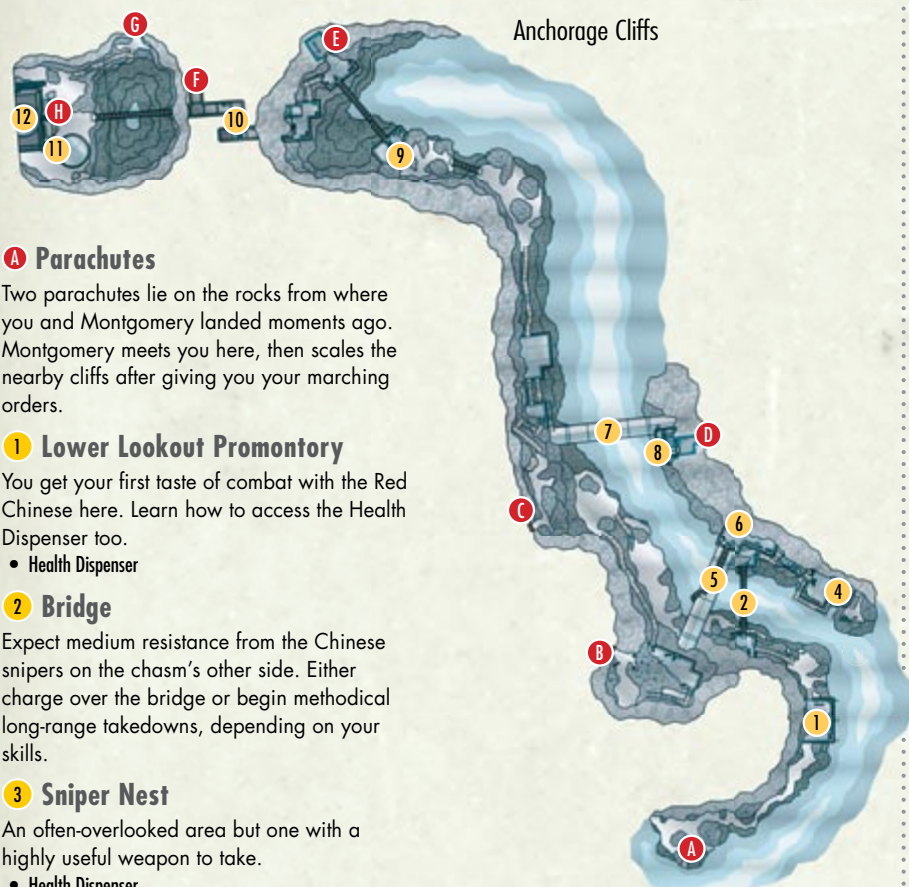 Anchorage Cliffs
G
E
F
12
H
10
11
9
A Parachutes
Two parachutes lie on the rocks from where
you and Montgomery landed moments ago.
Montgomery meets you here, then scales the
nearby cliffs after giving you your marching
orders.
1 Lower Lookout Promontory
You get your first taste of combat with the Red
Chinese here. Learn how to access the Health
Dispenser too.
• Health Dispenser
2 Bridge
Expect medium resistance from the Chinese
snipers on the chasm's other side. Either
charge over the bridge or begin methodical
long-range takedowns, depending on your
skills.
3 Sniper Nest
An often-overlooked area but one with a
highly useful weapon to take.
• Health Dispenser
7
D
8
C
6
5
4
2
B
1
A